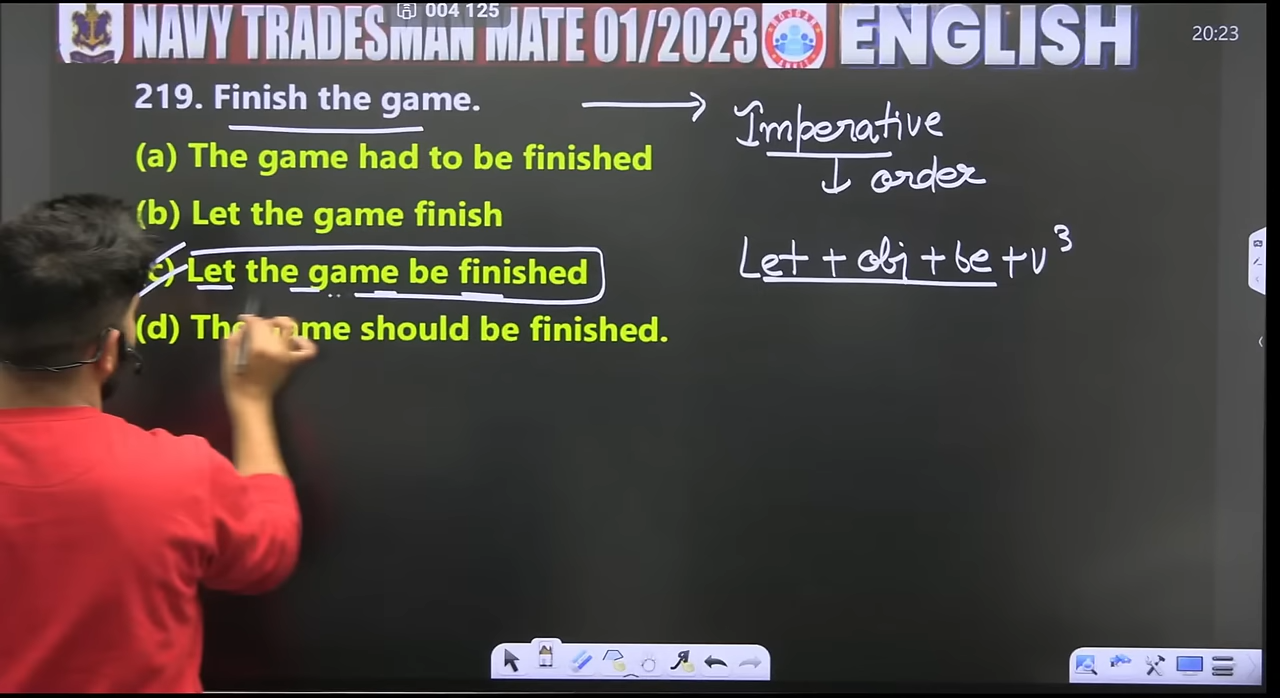 004 125
NAVY TRADESMAN MATE 01/2023 ENGLISH
20:23
219. Finish the game.
(a) The game had to be finished
(b) Let the game finish
(c) Let the game be finished
(d) The game should be finished.
Imperative
↓ order
Let + obj + be + v³